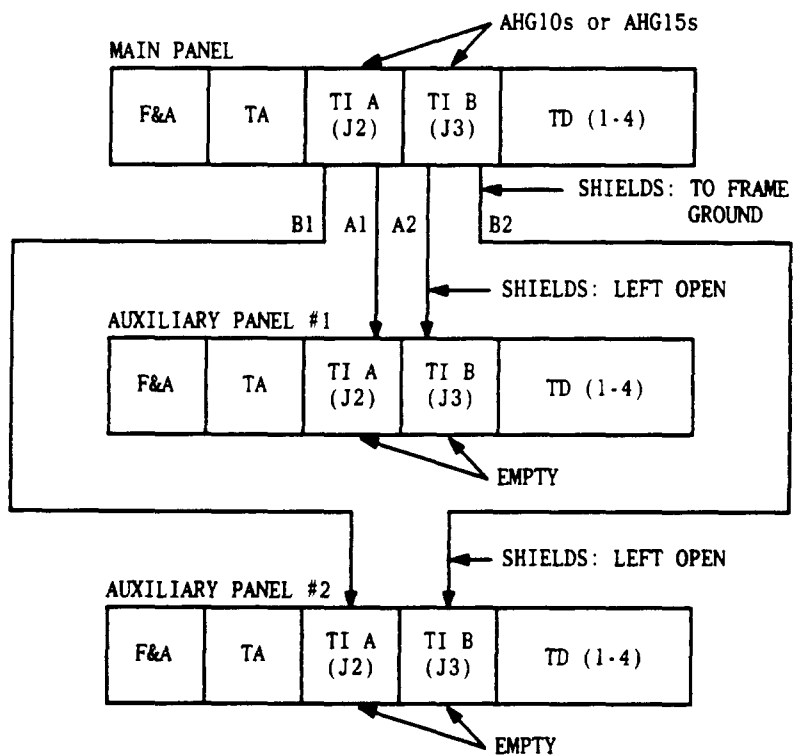 AHG10s or AHG15s
MAIN PANEL
F&A TA TI A (J2) TI B (J3) TD (1-4)
SHIELDS: TO FRAME
GROUND
B1 A1 A2 B2
SHIELDS: LEFT OPEN
AUXILIARY PANEL #1
F&A TA TI A (J2) TI B (J3) TD (1-4)
EMPTY
SHIELDS: LEFT OPEN
AUXILIARY PANEL #2
F&A TA TI A (J2) TI B (J3) TD (1-4)
EMPTY